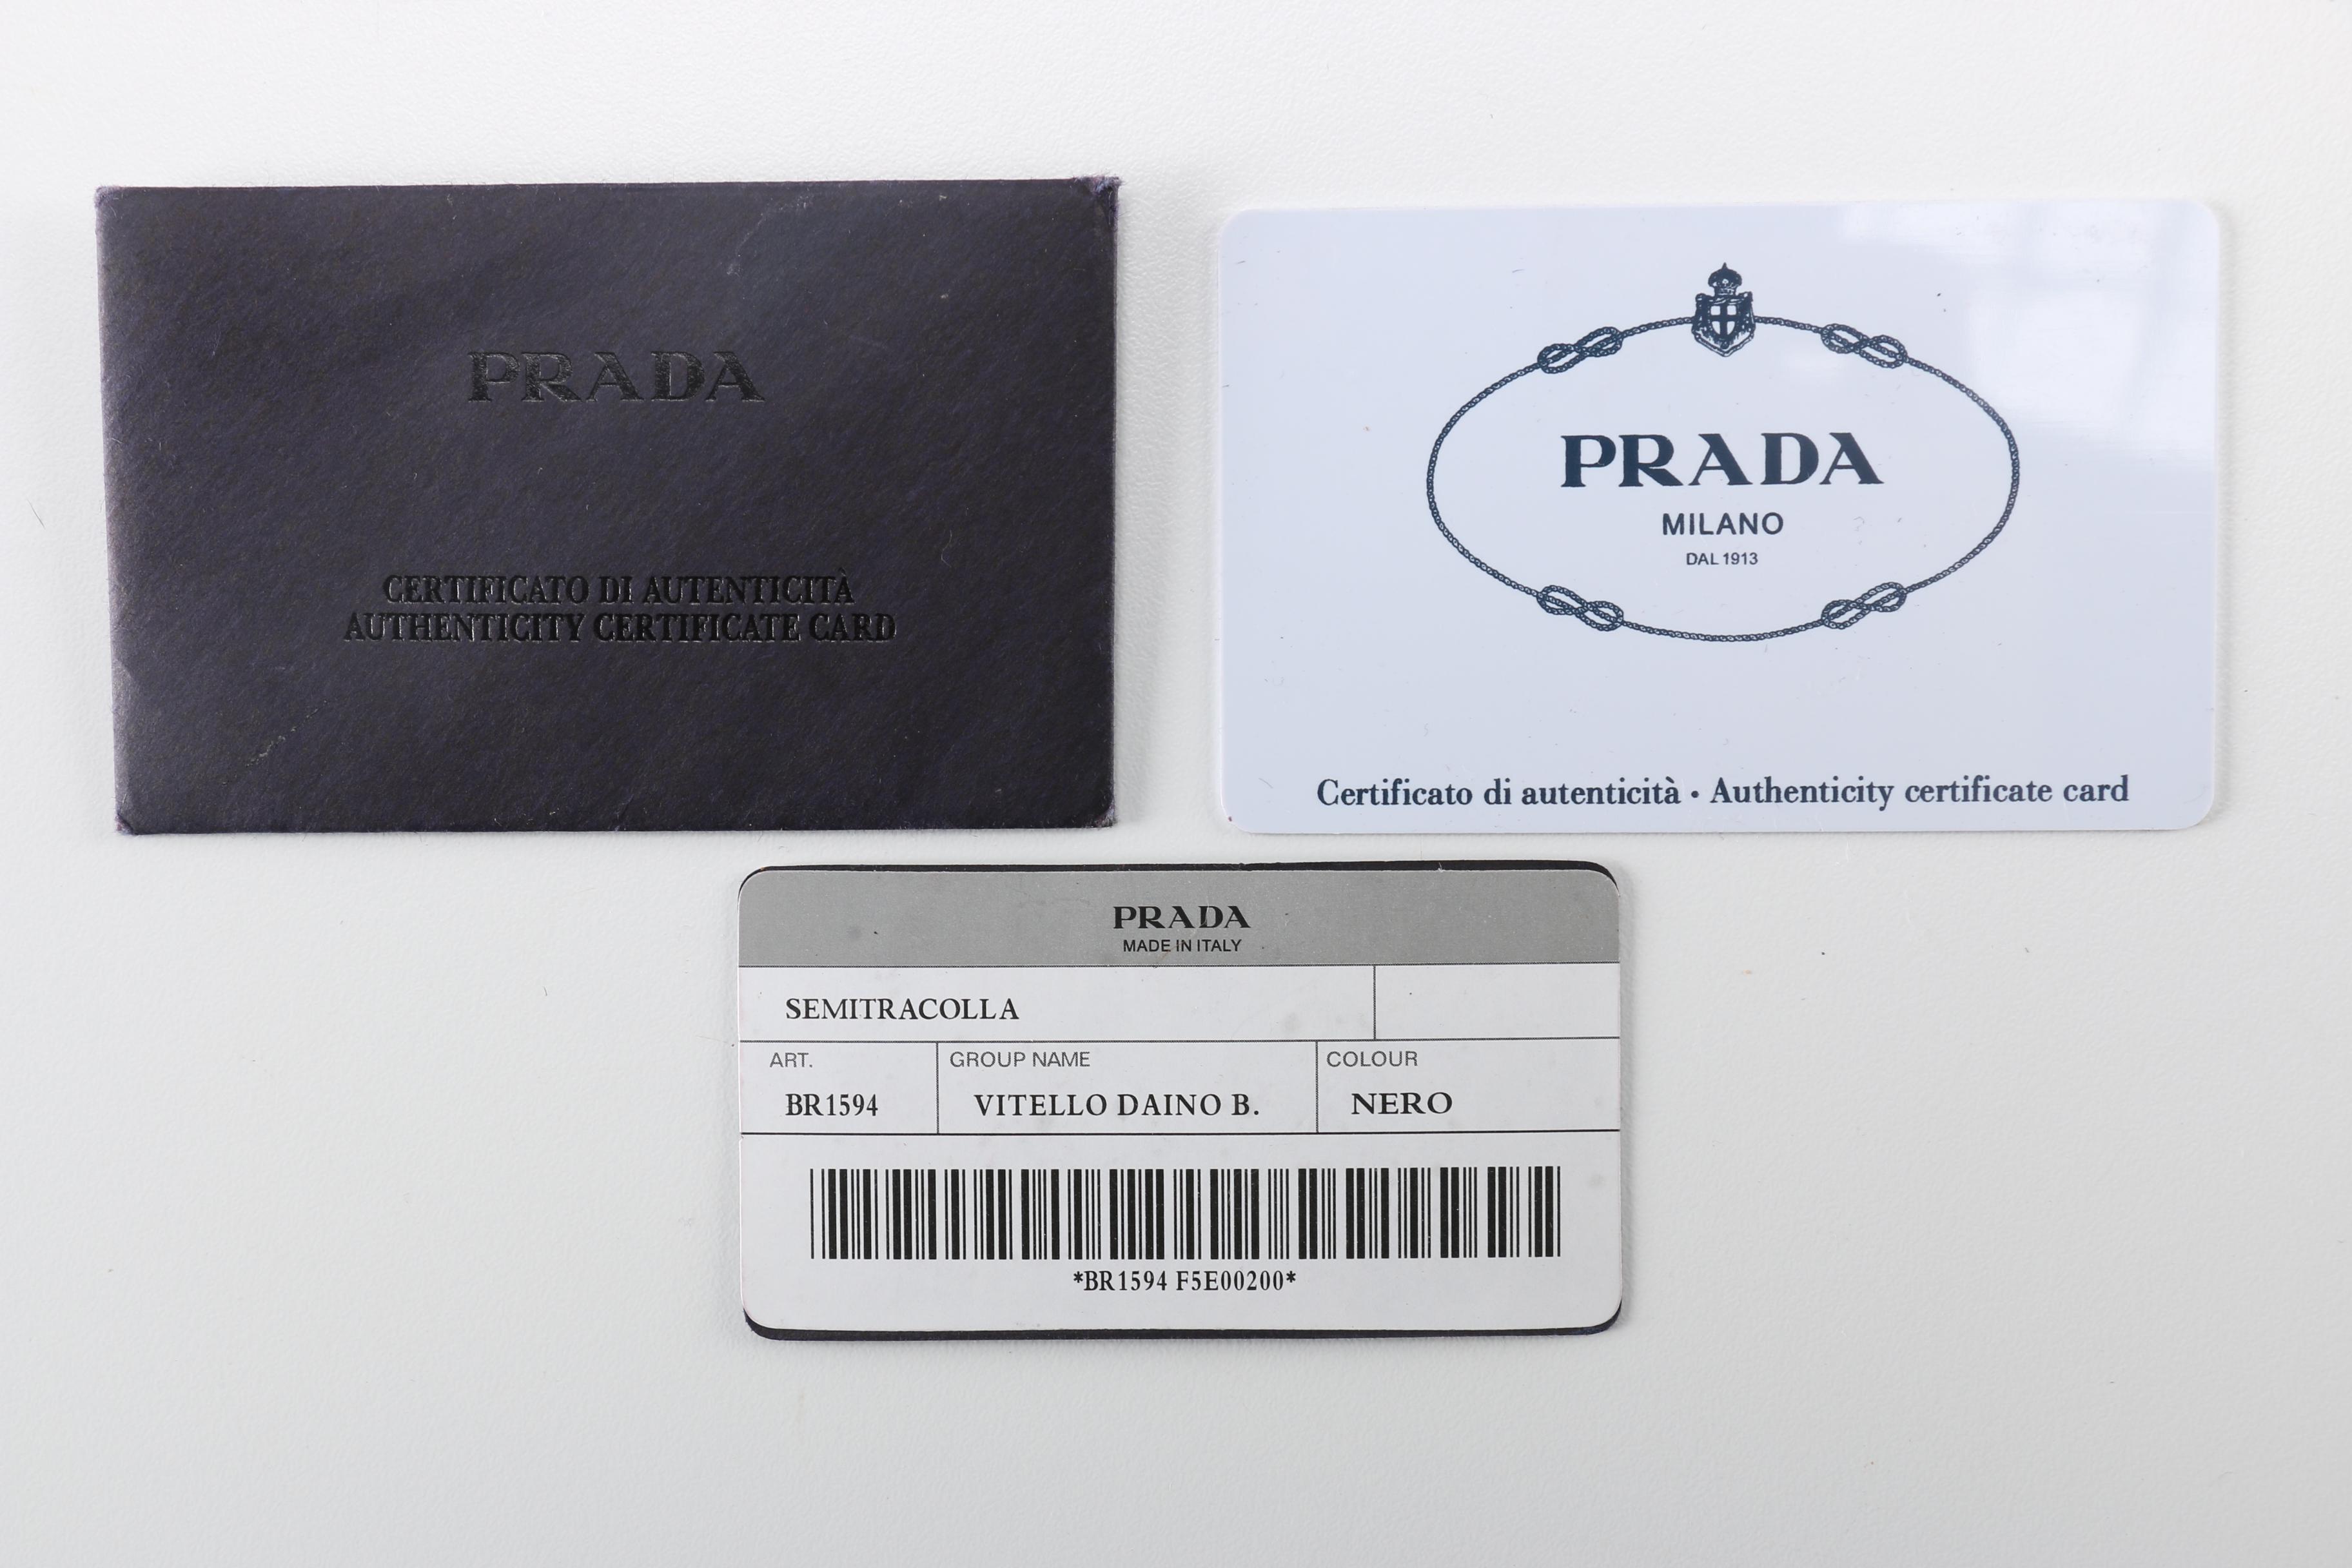 PRADA
CERTIFICATO DI AUTENTICITÀ
AUTHENTICITY CERTIFICATE CARD
PRADA
MILANO
DAL 1913
Certificato di autenticità • Authenticity certificate card
PRADA
MADE IN ITALY
SEMITRACOLLA
ART. GROUP NAME COLOUR
BR1594 VITELLO DAINO B. NERO
*BR1594 F5E00200*